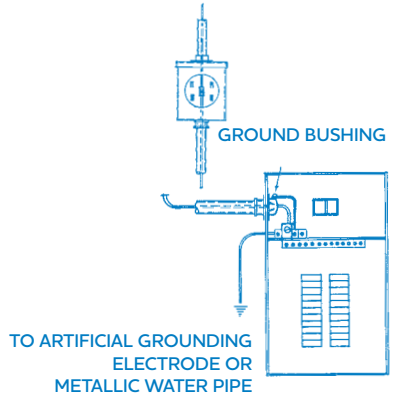 GROUND BUSHING
TO ARTIFICIAL GROUNDING
ELECTRODE OR
METALLIC WATER PIPE